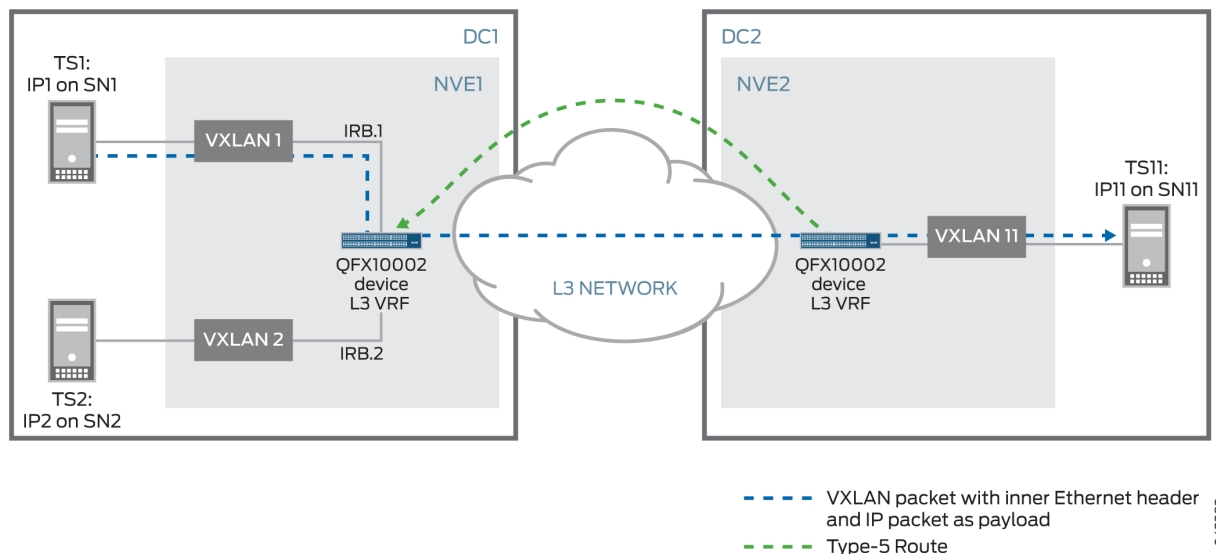 DC1
NVE1
TS1:
IP1 on SN1
VXLAN 1
IRB.1
QFX10002
device
L3 VRF
VXLAN 2
IRB.2
TS2:
IP2 on SN2
L3 NETWORK
DC2
NVE2
QFX10002
device
L3 VRF
VXLAN 11
TS11:
IP11 on SN11
VXLAN packet with inner Ethernet header
and IP packet as payload
Type-5 Route